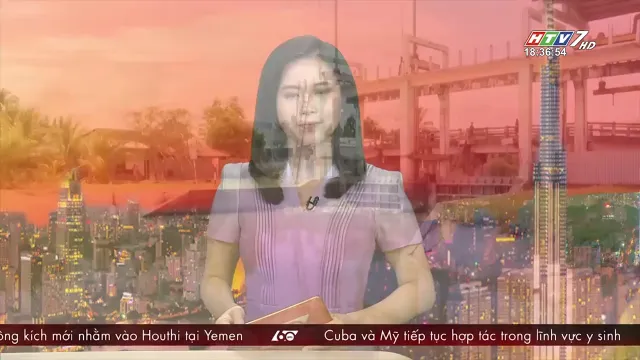 HTV7 HD
18:36:54
ông kích mới nhằm vào Houthi tại Yemen 60 Cuba và Mỹ tiếp tục hợp tác trong lĩnh vực y sinh